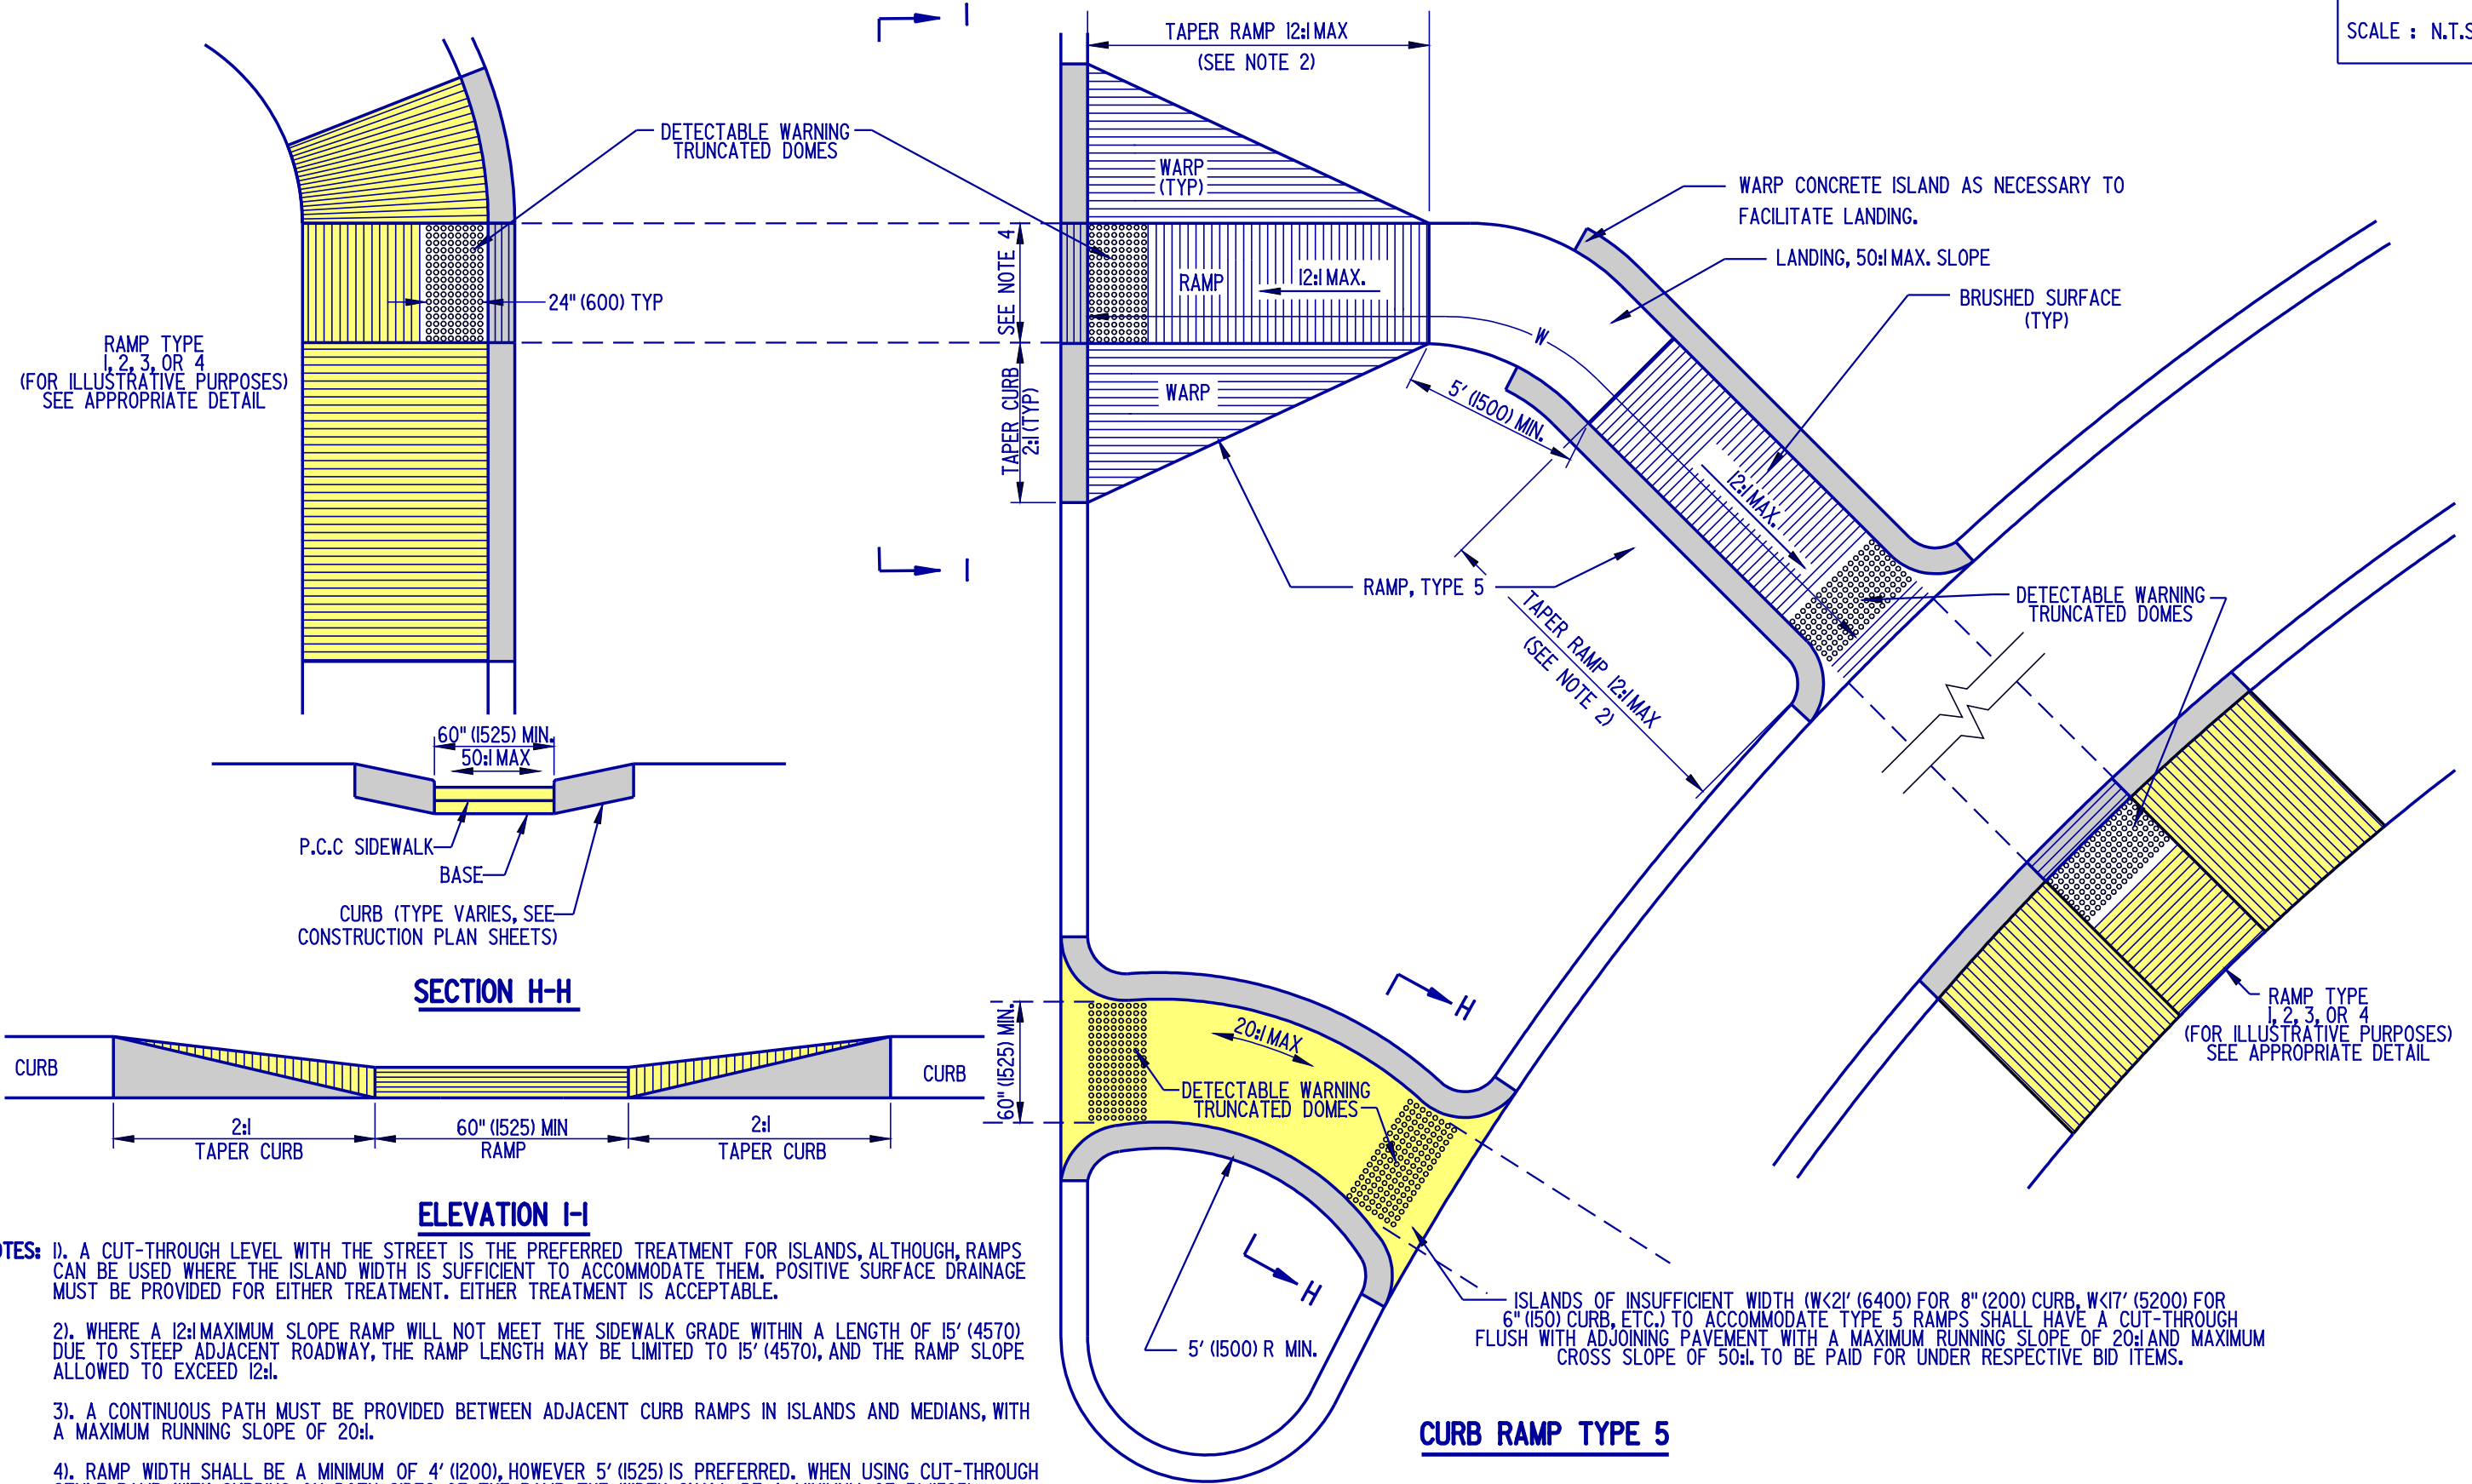 SCALE : N.T.S
TAPER RAMP 12:1 MAX
(SEE NOTE 2)
I
DETECTABLE WARNING
TRUNCATED DOMES
WARP
(TYP)
WARP CONCRETE ISLAND AS NECESSARY TO
FACILITATE LANDING.
LANDING, 50:1 MAX. SLOPE
BRUSHED SURFACE
(TYP)
SEE NOTE 4
RAMP
12:1 MAX.
24" (600) TYP
W
RAMP TYPE
1, 2, 3, OR 4
(FOR ILLUSTRATIVE PURPOSES)
SEE APPROPRIATE DETAIL
TAPER CURB
2:1 (TYP)
WARP
5' (1500) MIN.
12:1 MAX.
I
RAMP, TYPE 5
TAPER RAMP 12:1 MAX
(SEE NOTE 2)
DETECTABLE WARNING
TRUNCATED DOMES
60" (1525) MIN.
50:1 MAX
P.C.C SIDEWALK
BASE
CURB (TYPE VARIES, SEE
CONSTRUCTION PLAN SHEETS)
SECTION H-H
H
RAMP TYPE
1, 2, 3, OR 4
(FOR ILLUSTRATIVE PURPOSES)
SEE APPROPRIATE DETAIL
60" (1525) MIN.
20:1 MAX
DETECTABLE WARNING
TRUNCATED DOMES
CURB
CURB
2:1
TAPER CURB
60" (1525) MIN
RAMP
2:1
TAPER CURB
ELEVATION I-I
H
5' (1500) R MIN.
ISLANDS OF INSUFFICIENT WIDTH (W<21' (6400) FOR 8" (200) CURB, W<17' (5200) FOR
6" (150) CURB, ETC.) TO ACCOMMODATE TYPE 5 RAMPS SHALL HAVE A CUT-THROUGH
FLUSH WITH ADJOINING PAVEMENT WITH A MAXIMUM RUNNING SLOPE OF 20:1 AND MAXIMUM
CROSS SLOPE OF 50:1. TO BE PAID FOR UNDER RESPECTIVE BID ITEMS.
CURB RAMP TYPE 5
OTES: 1). A CUT-THROUGH LEVEL WITH THE STREET IS THE PREFERRED TREATMENT FOR ISLANDS, ALTHOUGH, RAMPS
CAN BE USED WHERE THE ISLAND WIDTH IS SUFFICIENT TO ACCOMMODATE THEM. POSITIVE SURFACE DRAINAGE
MUST BE PROVIDED FOR EITHER TREATMENT. EITHER TREATMENT IS ACCEPTABLE.
2). WHERE A 12:1 MAXIMUM SLOPE RAMP WILL NOT MEET THE SIDEWALK GRADE WITHIN A LENGTH OF 15' (4570)
DUE TO STEEP ADJACENT ROADWAY, THE RAMP LENGTH MAY BE LIMITED TO 15' (4570), AND THE RAMP SLOPE
ALLOWED TO EXCEED 12:1.
3). A CONTINUOUS PATH MUST BE PROVIDED BETWEEN ADJACENT CURB RAMPS IN ISLANDS AND MEDIANS, WITH
A MAXIMUM RUNNING SLOPE OF 20:1.
4). RAMP WIDTH SHALL BE A MINIMUM OF 4' (1200), HOWEVER 5' (1525) IS PREFERRED. WHEN USING CUT-THROUGH